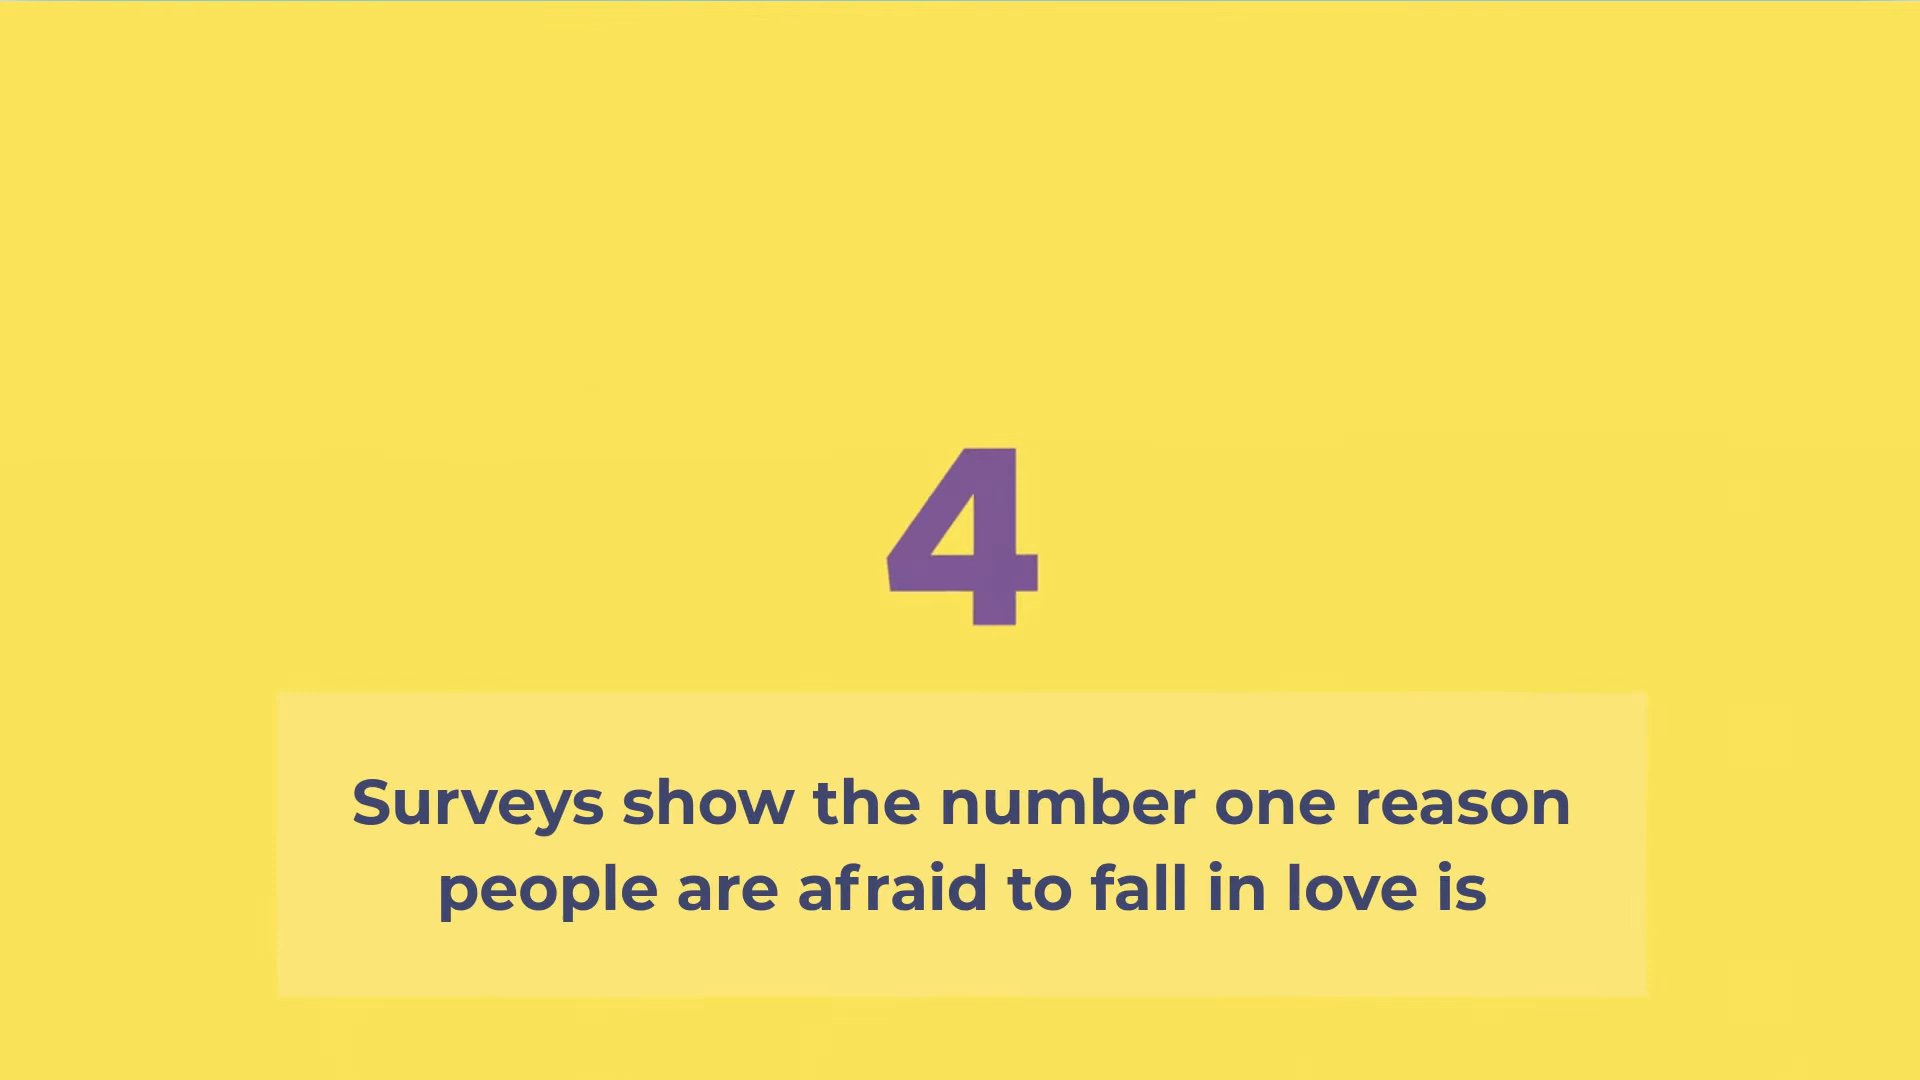 4
Surveys show the number one reason
people are afraid to fall in love is